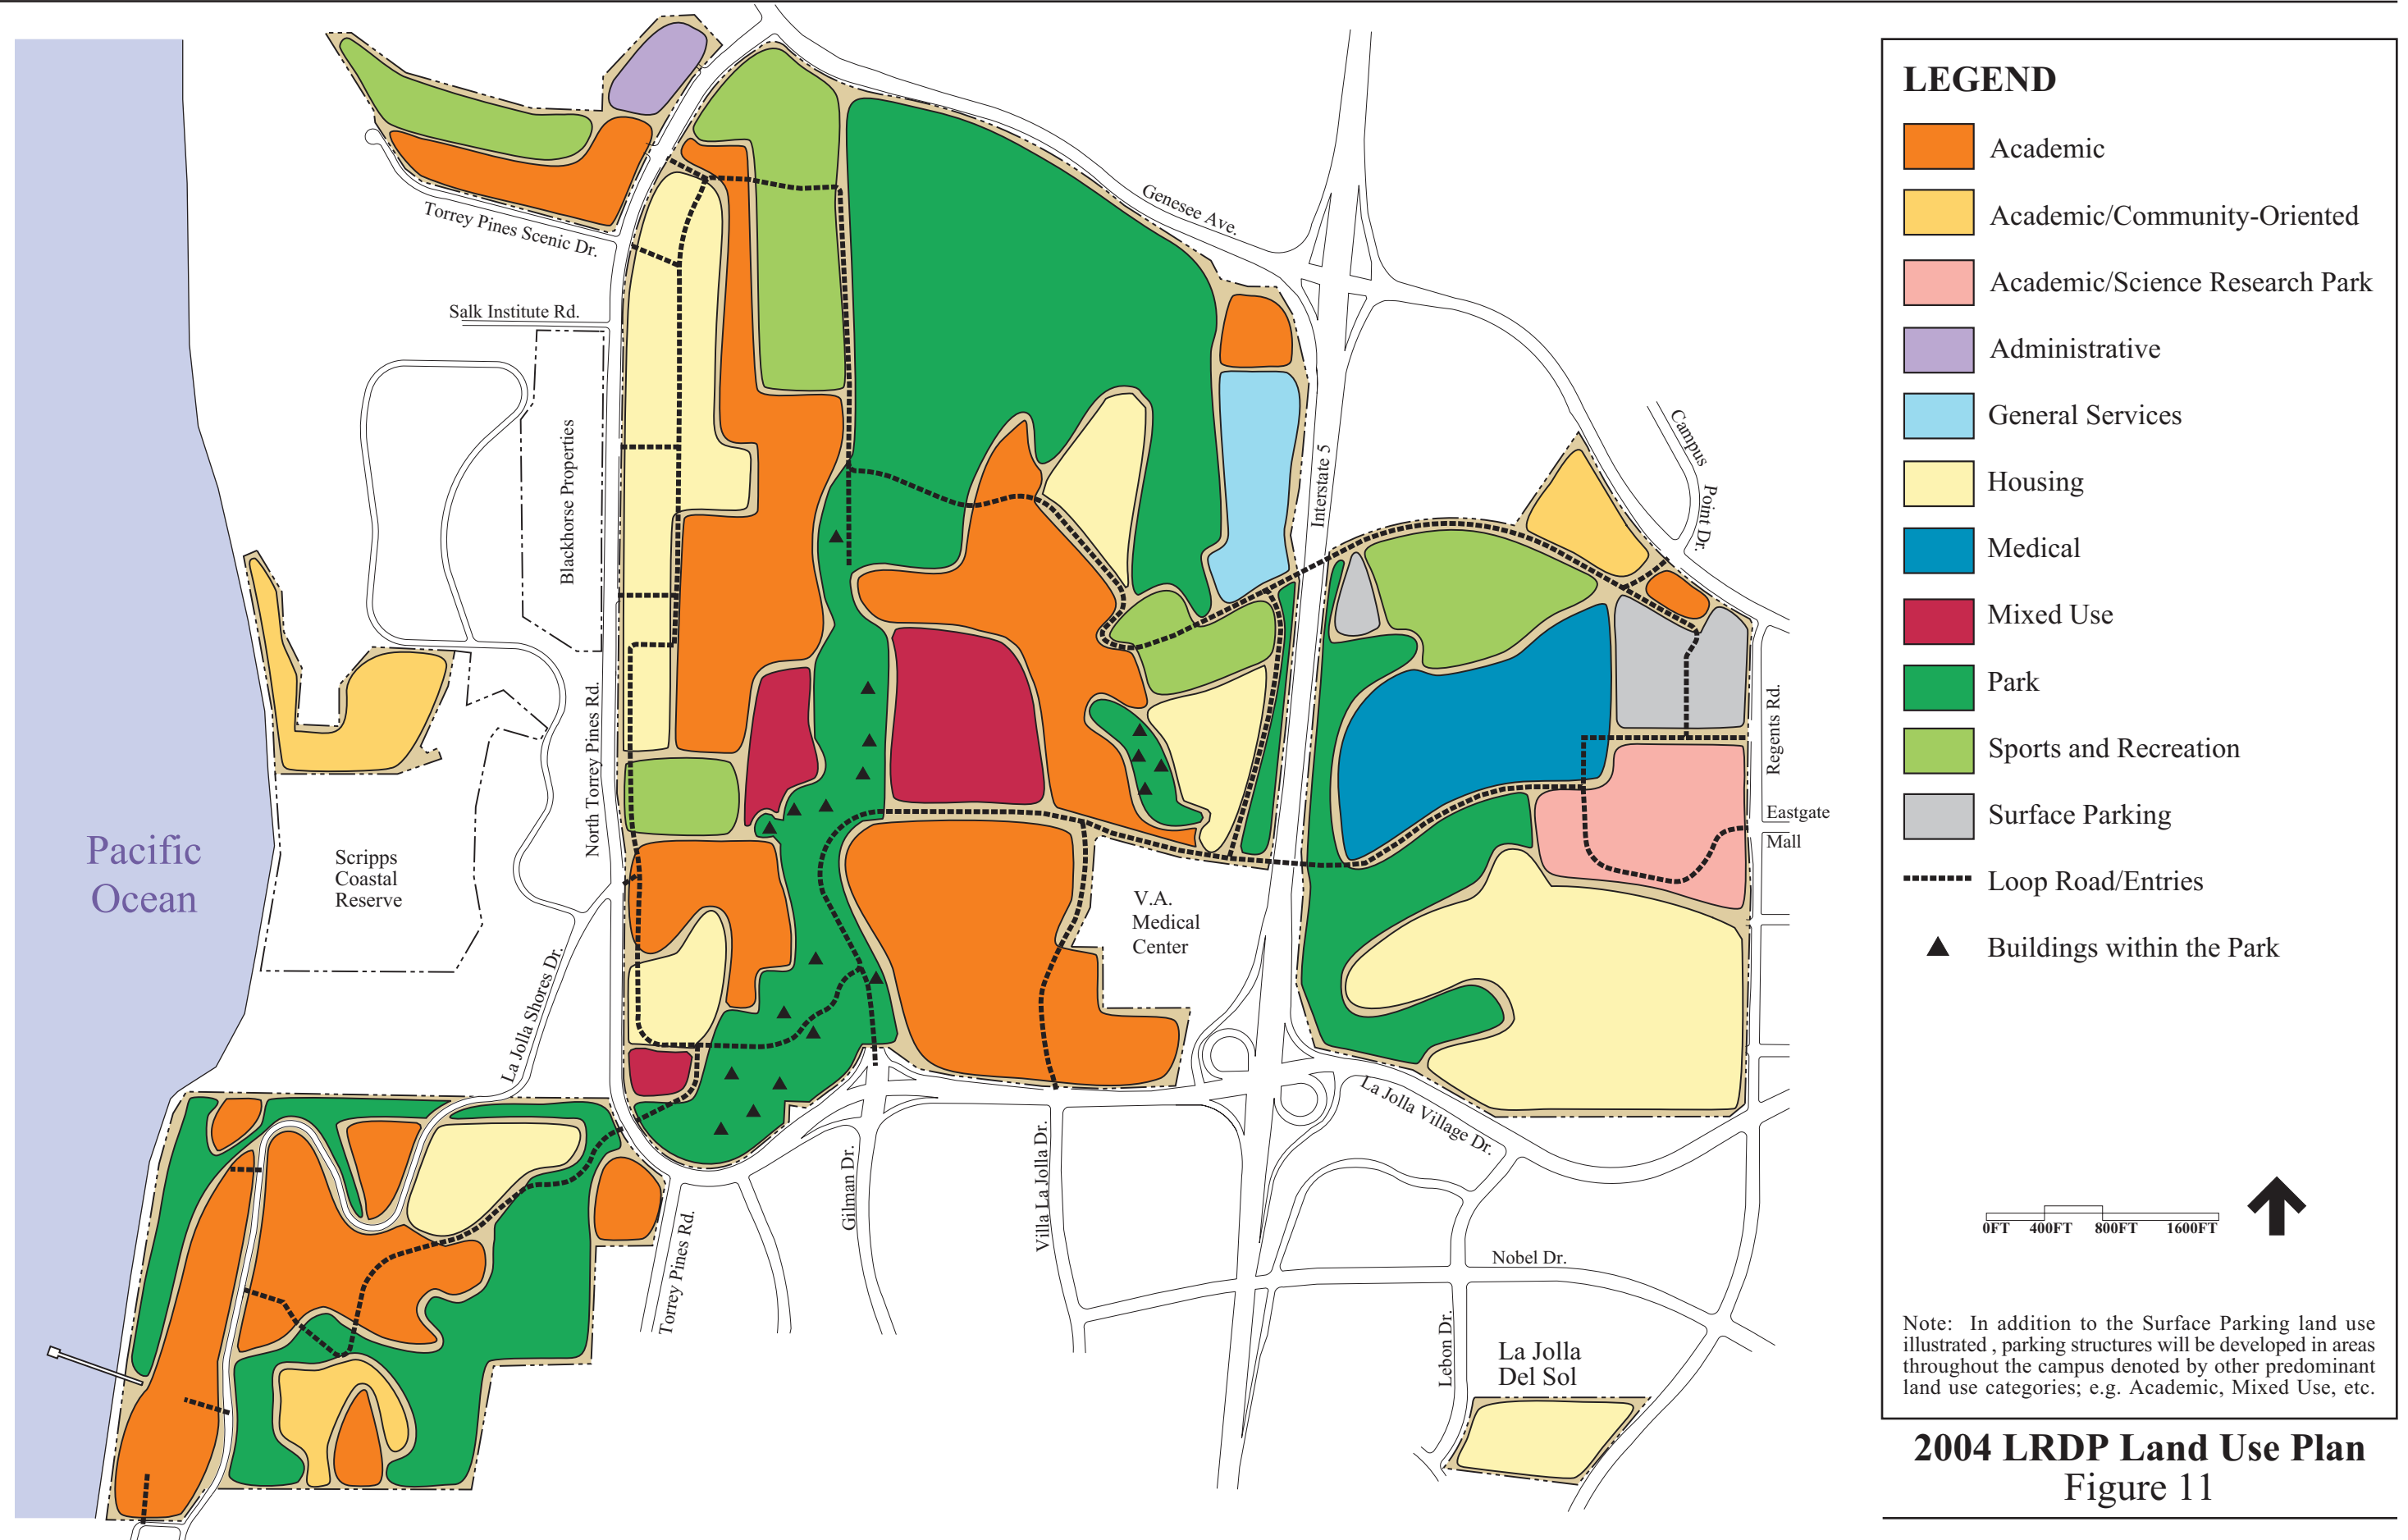 Torrey Pines Scenic Dr.
Genesee Ave.
Salk Institute Rd.
Blackhorse Properties
North Torrey Pines Rd.
Interstate 5
Campus
Point Dr.
Regents Rd.
Eastgate
Mall
Pacific
Ocean
Scripps
Coastal
Reserve
V.A.
Medical
Center
La Jolla Shores Dr.
La Jolla Village Dr.
Gilman Dr.
Villa La Jolla Dr.
Torrey Pines Rd.
Nobel Dr.
Lebon Dr.
La Jolla
Del Sol
LEGEND
Academic
Academic/Community-Oriented
Academic/Science Research Park
Administrative
General Services
Housing
Medical
Mixed Use
Park
Sports and Recreation
Surface Parking
Loop Road/Entries
Buildings within the Park
0FT 400FT 800FT 1600FT
Note: In addition to the Surface Parking land use
illustrated , parking structures will be developed in areas
throughout the campus denoted by other predominant
land use categories; e.g. Academic, Mixed Use, etc.
2004 LRDP Land Use Plan
Figure 11